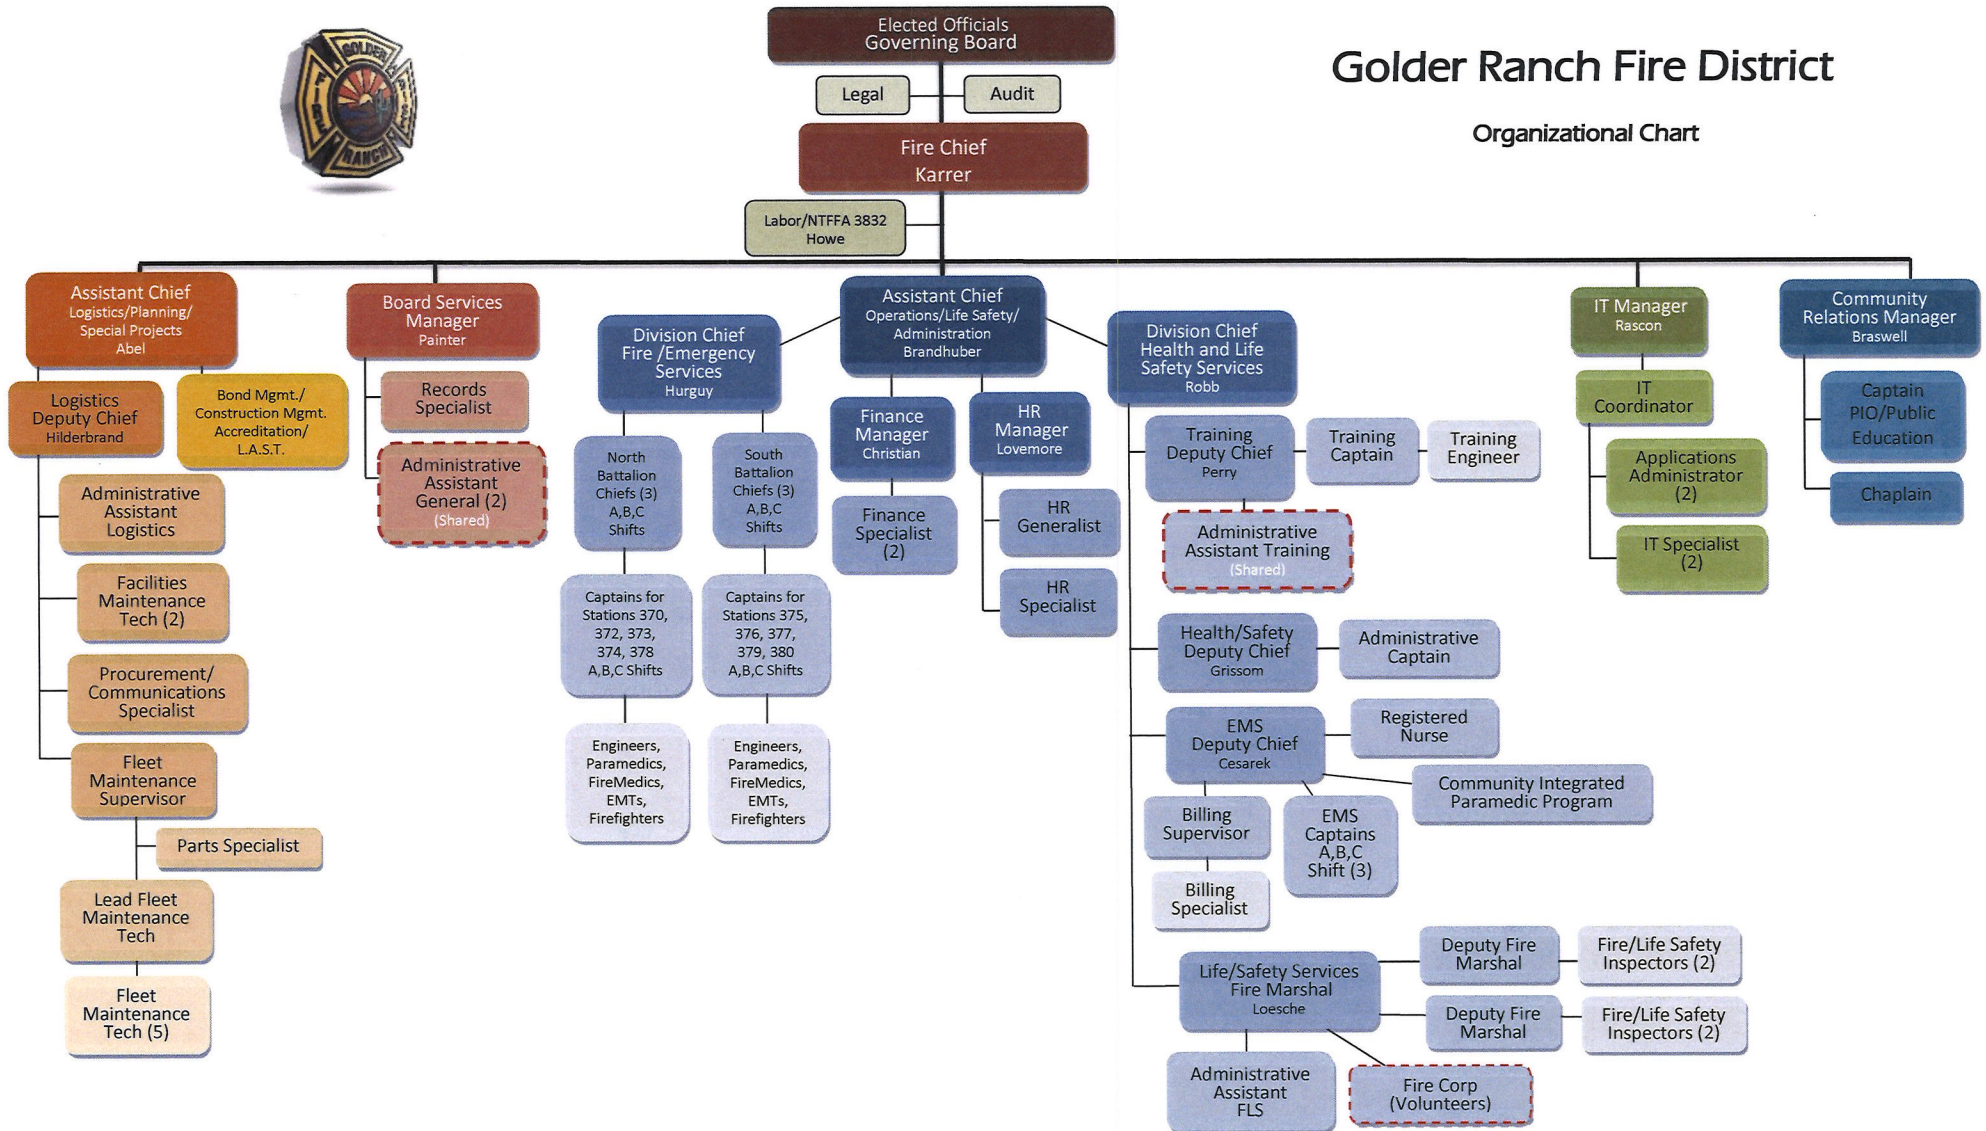 Elected Officials
Governing Board
Golder Ranch Fire District
Organizational Chart
GOLDER
RANCH
FIRE
Legal
Audit
Fire Chief
Karrer
Labor/NTFFA 3832
Howe
Assistant Chief
Logistics/Planning/
Special Projects
Abel
Logistics
Deputy Chief
Hilderbrand
Bond Mgmt./
Construction Mgmt.
Accreditation/
L.A.S.T.
Administrative
Assistant
Logistics
Facilities
Maintenance
Tech (2)
Procurement/
Communications
Specialist
Fleet
Maintenance
Supervisor
Parts Specialist
Lead Fleet
Maintenance
Tech
Fleet
Maintenance
Tech (5)
Board Services
Manager
Painter
Records
Specialist
Administrative
Assistant
General (2)
(Shared)
Assistant Chief
Operations/Life Safety/
Administration
Brandhuber
Division Chief
Fire /Emergency
Services
Hurguy
North
Battalion
Chiefs (3)
A,B,C
Shifts
Captains for
Stations 370,
372, 373,
374, 378
A,B,C Shifts
Engineers,
Paramedics,
FireMedics,
EMTs,
Firefighters
South
Battalion
Chiefs (3)
A,B,C
Shifts
Captains for
Stations 375,
376, 377,
379, 380
A,B,C Shifts
Engineers,
Paramedics,
FireMedics,
EMTs,
Firefighters
Finance
Manager
Christian
Finance
Specialist
(2)
HR
Manager
Lovemore
HR
Generalist
HR
Specialist
Division Chief
Health and Life
Safety Services
Robb
Training
Deputy Chief
Perry
Training
Captain
Training
Engineer
Administrative
Assistant Training
(Shared)
Health/Safety
Deputy Chief
Grissom
Administrative
Captain
EMS
Deputy Chief
Cesarek
Registered
Nurse
Community Integrated
Paramedic Program
Billing
Supervisor
Billing
Specialist
EMS
Captains
A,B,C
Shift (3)
Life/Safety Services
Fire Marshal
Loesche
Deputy Fire
Marshal
Fire/Life Safety
Inspectors (2)
Deputy Fire
Marshal
Fire/Life Safety
Inspectors (2)
Administrative
Assistant
FLS
Fire Corp
(Volunteers)
IT Manager
Rascon
IT
Coordinator
Applications
Administrator
(2)
IT Specialist
(2)
Community
Relations Manager
Braswell
Captain
PIO/Public
Education
Chaplain